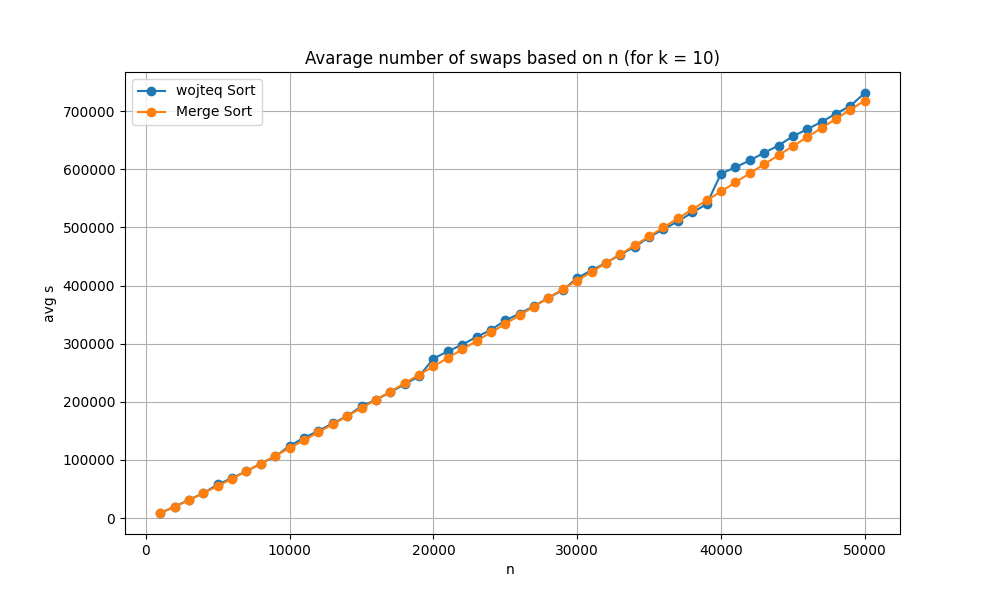 Avarage number of swaps based on n (for k = 10)
wojteq Sort
Merge Sort
700000
600000
500000
400000
300000
200000
100000
0
avg s
0 10000 20000 30000 40000 50000
n